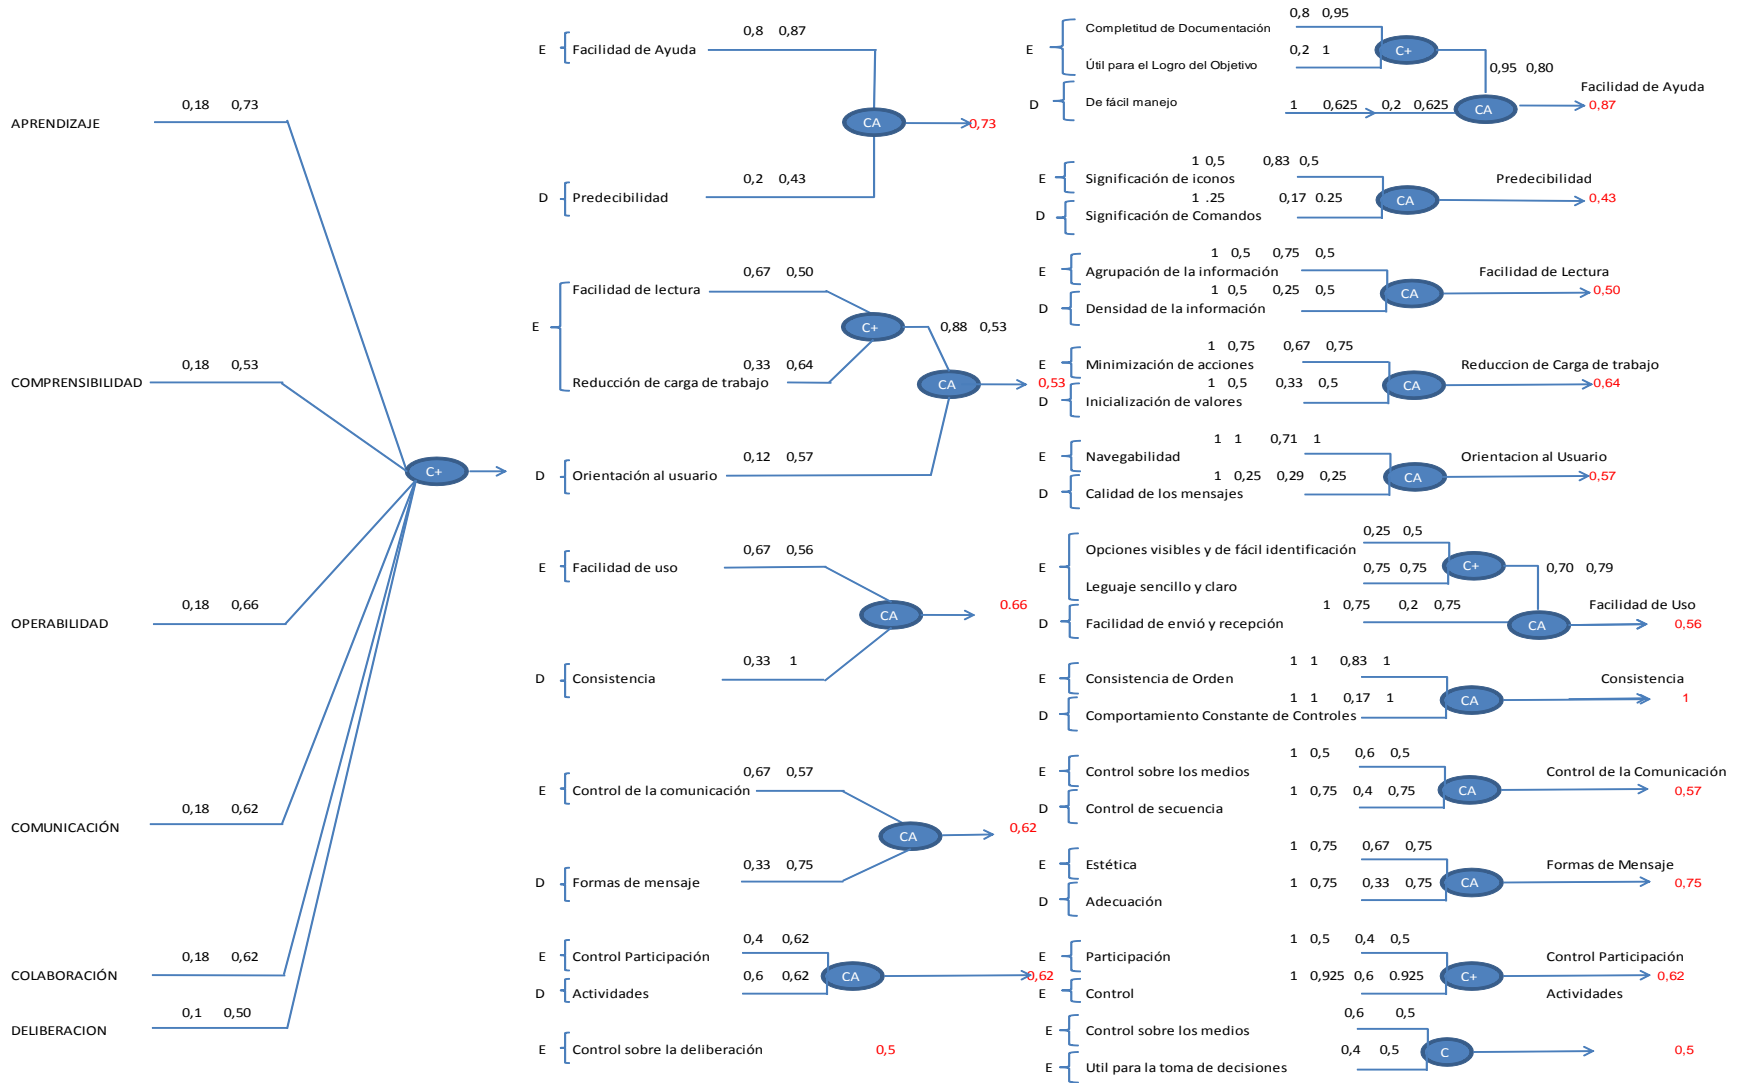 APRENDIZAJE
0,18 0,73
COMPRENSIBILIDAD
0,18 0,53
OPERABILIDAD
0,18 0,66
COMUNICACIÓN
0,18 0,62
COLABORACIÓN
0,18 0,62
DELIBERACION
0,1 0,50
C+
E Facilidad de Ayuda
0,8 0,87
D Predecibilidad
0,2 0,43
CA
0,73
E
Facilidad de lectura
0,67 0,50
Reducción de carga de trabajo
0,33 0,64
C+
0,88 0,53
D Orientación al usuario
0,12 0,57
CA
0,53
E Facilidad de uso
0,67 0,56
D Consistencia
0,33 1
CA
0.66
E Control de la comunicación
0,67 0,57
D Formas de mensaje
0,33 0,75
CA
0,62
E Control Participación
0,4 0,62
D Actividades
0,6 0,62
CA
0,62
E Control sobre la deliberación
0,5
E
Completitud de Documentación
0,8 0,95
Útil para el Logro del Objetivo
0,2 1
C+
0,95 0,80
D De fácil manejo
1 0,625 0,2 0,625
CA
Facilidad de Ayuda
0,87
1 0,5 0,83 0,5
E Significación de iconos
1 .25 0,17 0.25
D Significación de Comandos
CA
Predecibilidad
0,43
1 0,5 0,75 0,5
E Agrupación de la información
1 0,5 0,25 0,5
D Densidad de la información
CA
Facilidad de Lectura
0,50
1 0,75 0,67 0,75
E Minimización de acciones
1 0,5 0,33 0,5
D Inicialización de valores
CA
Reduccion de Carga de trabajo
0,64
1 1 0,71 1
E Navegabilidad
1 0,25 0,29 0,25
D Calidad de los mensajes
CA
Orientacion al Usuario
0,57
E
0,25 0,5
Opciones visibles y de fácil identificación
0,75 0,75
Leguaje sencillo y claro
C+
0,70 0,79
1 0,75 0,2 0,75
D Facilidad de envió y recepción
CA
Facilidad de Uso
0,56
1 1 0,83 1
E Consistencia de Orden
1 1 0,17 1
D Comportamiento Constante de Controles
CA
Consistencia
1
1 0,5 0,6 0,5
E Control sobre los medios
1 0,75 0,4 0,75
D Control de secuencia
CA
Control de la Comunicación
0,57
1 0,75 0,67 0,75
E Estética
1 0,75 0,33 0,75
D Adecuación
CA
Formas de Mensaje
0,75
1 0,5 0,4 0,5
E Participación
1 0,925 0,6 0.925
E Control
C+
Control Participación
0,62
Actividades
0,6 0,5
E Control sobre los medios
0,4 0,5
E Util para la toma de decisiones
C
0,5